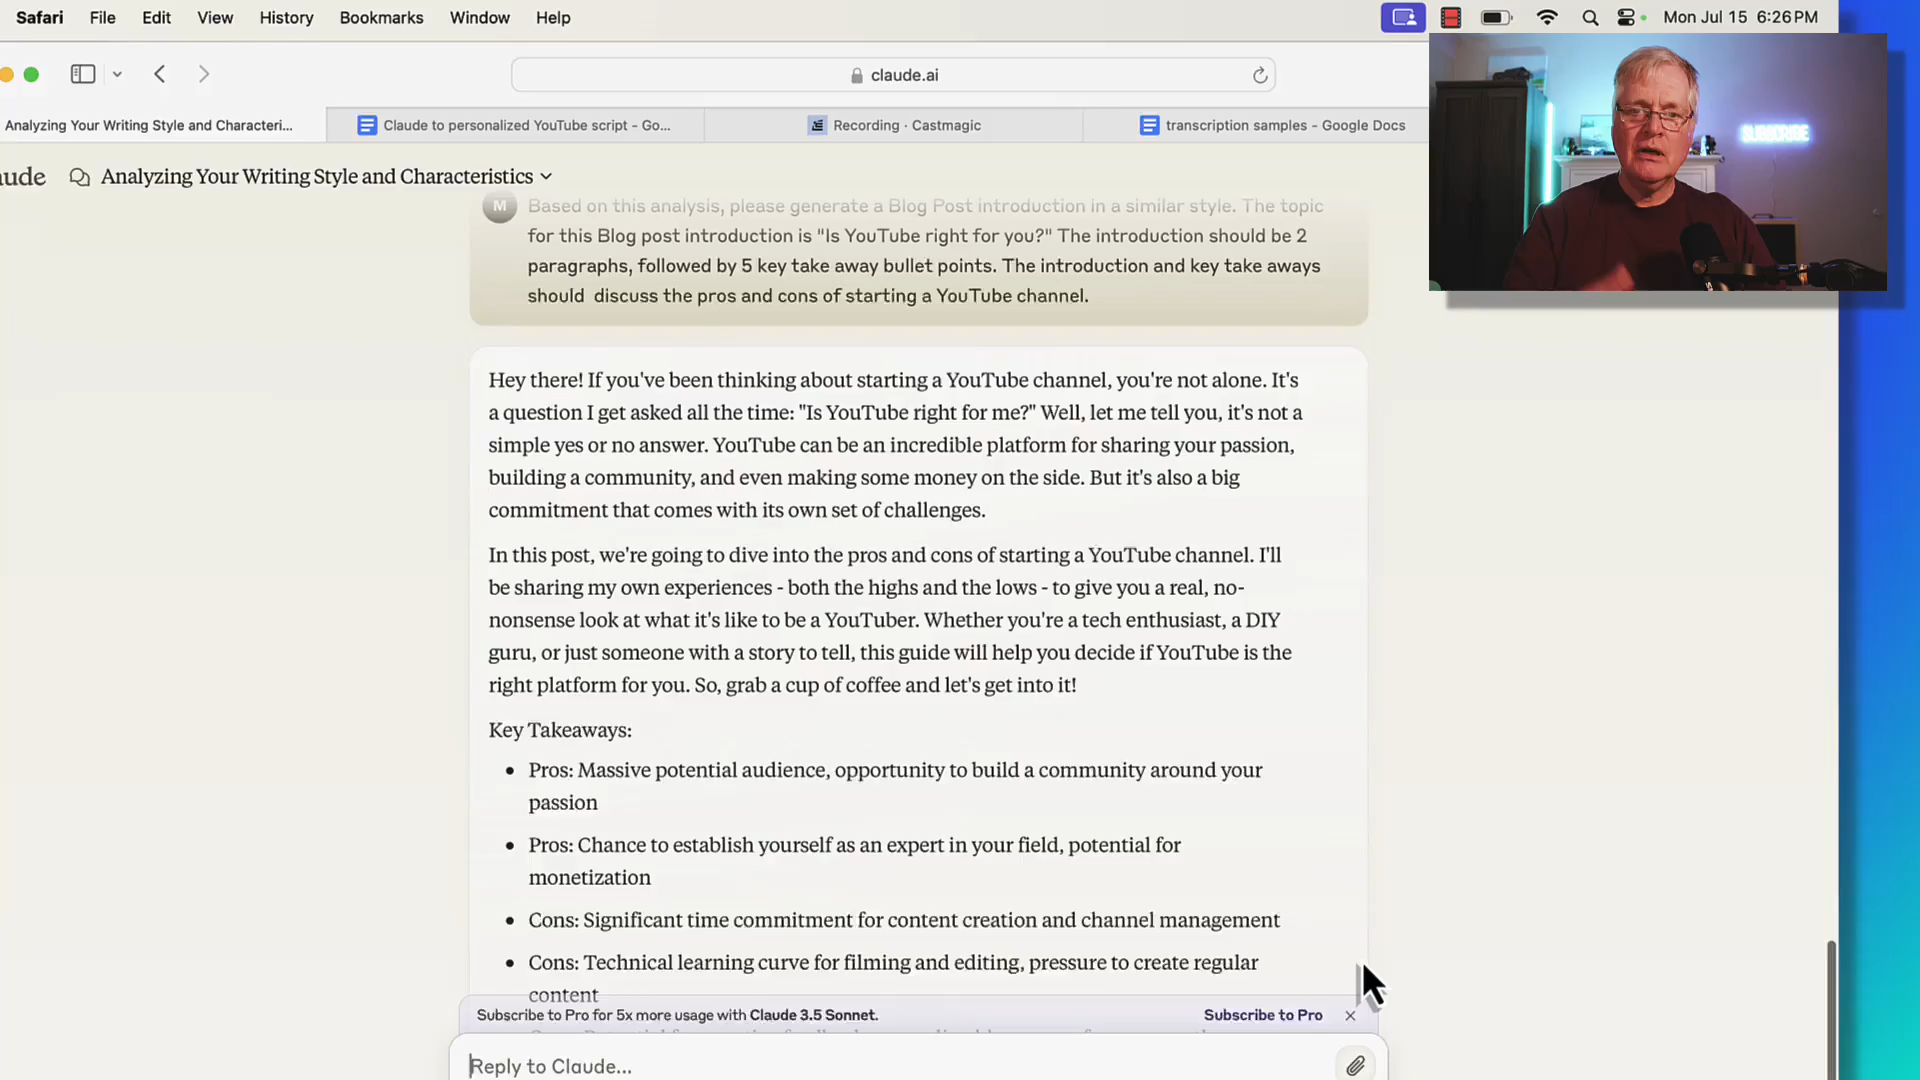 Safari File Edit View History Bookmarks Window Help Mon Jul 15 6:26 PM
claude.ai
Analyzing Your Writing Style and Characteri... Claude to personalized YouTube script - Go... Recording · Castmagic transcription samples - Google Docs
Analyzing Your Writing Style and Characteristics
SUBSCRIBE
M
Based on this analysis, please generate a Blog Post introduction in a similar style. The topic
for this Blog post introduction is "Is YouTube right for you?" The introduction should be 2
paragraphs, followed by 5 key take away bullet points. The introduction and key take aways
should discuss the pros and cons of starting a YouTube channel.
Hey there! If you've been thinking about starting a YouTube channel, you're not alone. It's
a question I get asked all the time: "Is YouTube right for me?" Well, let me tell you, it's not a
simple yes or no answer. YouTube can be an incredible platform for sharing your passion,
building a community, and even making some money on the side. But it's also a big
commitment that comes with its own set of challenges.
In this post, we're going to dive into the pros and cons of starting a YouTube channel. I'll
be sharing my own experiences - both the highs and the lows - to give you a real, no-
nonsense look at what it's like to be a YouTuber. Whether you're a tech enthusiast, a DIY
guru, or just someone with a story to tell, this guide will help you decide if YouTube is the
right platform for you. So, grab a cup of coffee and let's get into it!
Key Takeaways:
• Pros: Massive potential audience, opportunity to build a community around your
passion
• Pros: Chance to establish yourself as an expert in your field, potential for
monetization
• Cons: Significant time commitment for content creation and channel management
• Cons: Technical learning curve for filming and editing, pressure to create regular
content
Subscribe to Pro for 5x more usage with Claude 3.5 Sonnet. Subscribe to Pro
Reply to Claude...